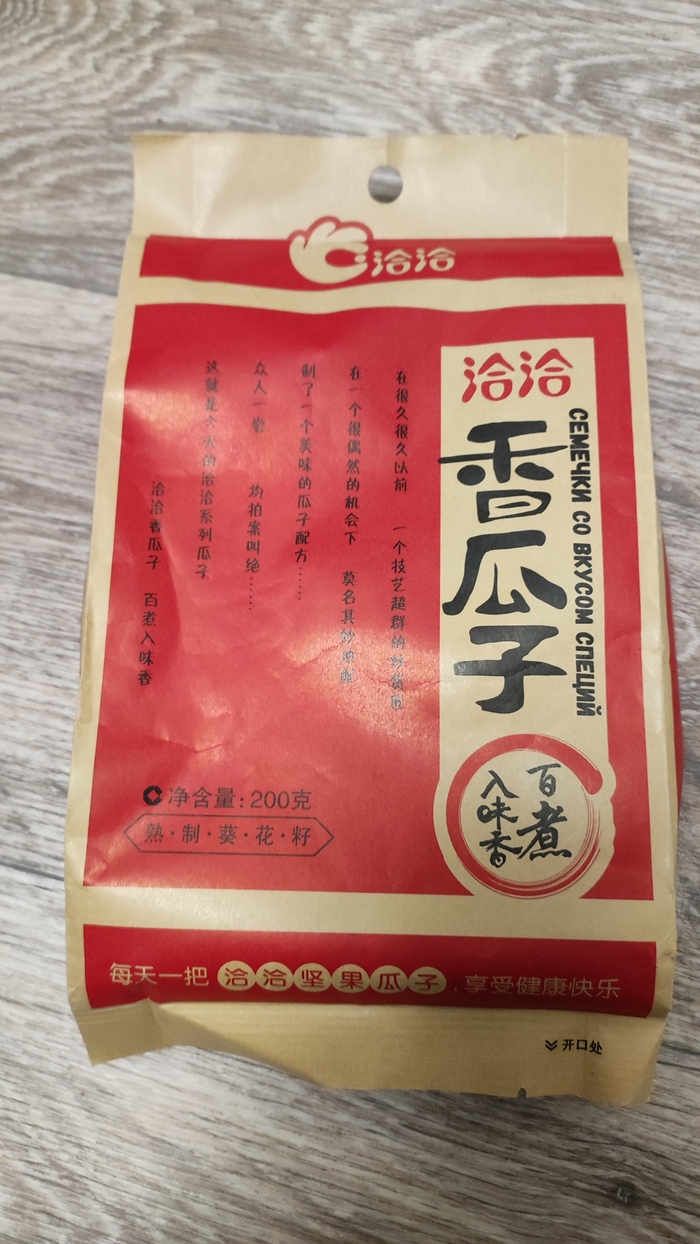 洽洽
洽洽
香瓜子
СЕМЕЧКИ СО ВКУСОМ СПЕЦИЙ
百煮
入味香
在很久很久以前 一个技艺超群的炒货
在一个很偶然的机会下 莫名其妙地配
制了一个美味的瓜子配方……
众人一尝 均拍案叫绝……
这就是今天的洽洽系列瓜子
洽洽香瓜子 百煮入味香
净含量:200克
熟·制·葵·花·籽
每天一把 洽洽坚果瓜子,享受健康快乐
开口处